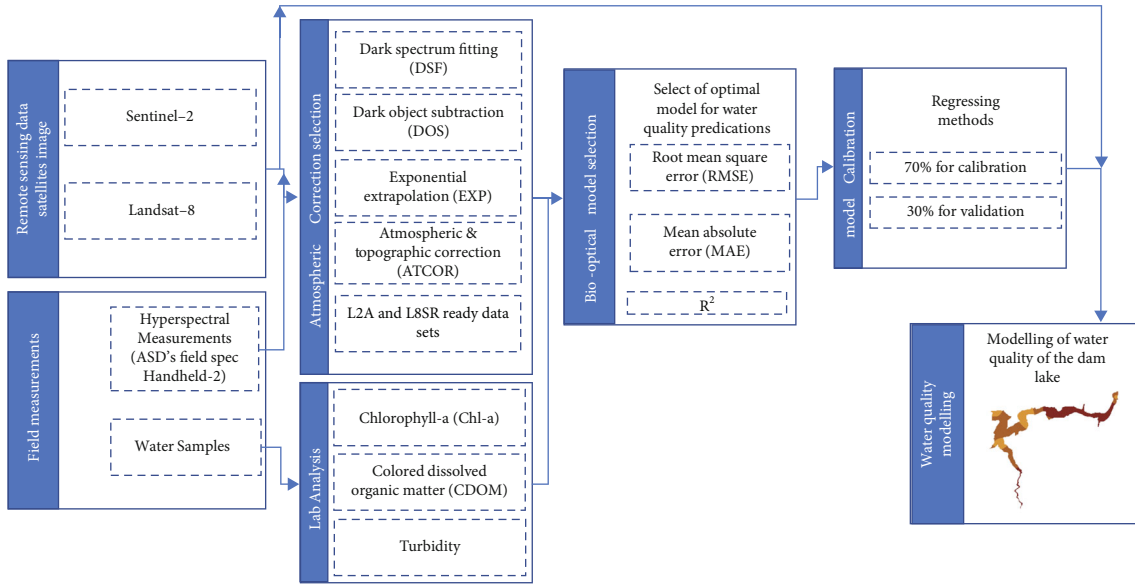 Remote sensing data
satellites image
Sentinel–2
Landsat–8
Field measurements
Hyperspectral
Measurements
(ASD's field spec
Handheld-2)
Water Samples
Atmospheric Correction selection
Dark spectrum fitting
(DSF)
Dark object subtraction
(DOS)
Exponential
extrapolation (EXP)
Atmospheric &
topographic correction
(ATCOR)
L2A and L8SR ready data
sets
Lab Analysis
Chlorophyll-a (Chl-a)
Colored dissolved
organic matter (CDOM)
Turbidity
Bio -optical model selection
Select of optimal
model for water
quality predications
Root mean square
error (RMSE)
Mean absolute
error (MAE)
R2
model Calibration
Regressing
methods
70% for calibration
30% for validation
Water quality
modelling
Modelling of water
quality of the dam
lake